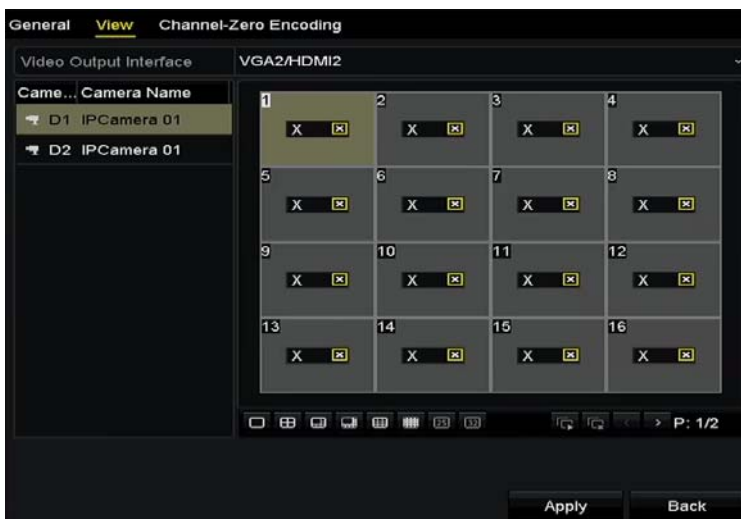 General View Channel-Zero Encoding
Video Output Interface VGA2/HDMI2
Came... Camera Name
D1 IPCamera 01
D2 IPCamera 01
1 2 3 4
X X X X
5 6 7 8
X X X X
9 10 11 12
X X X X
13 14 15 16
X X X X
25 32 P: 1/2
Apply Back